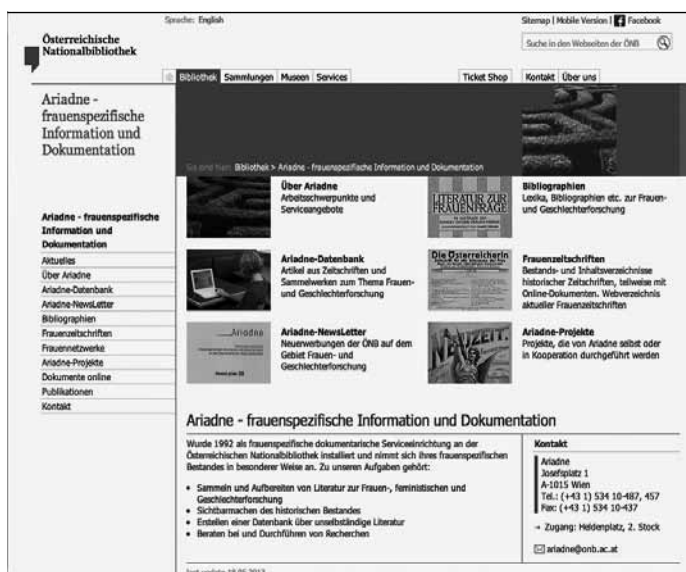 Sprache: English
Sitemap | Mobile Version | Facebook
Österreichische
Nationalbibliothek
Suche in den Webseiten der ÖNB
Bibliothek Sammlungen Museen Services Ticket Shop Kontakt Über uns
Ariadne -
frauenspezifische
Information und
Dokumentation
Sie sind hier: Bibliothek > Ariadne - frauenspezifische Information und Dokumentation
Ariadne - frauenspezifische
Information und
Dokumentation
Aktuelles
Über Ariadne
Ariadne-Datenbank
Ariadne-NewsLetter
Bibliographien
Frauenzeitschriften
Frauennetzwerke
Ariadne-Projekte
Dokumente online
Publikationen
Kontakt
Über Ariadne
Arbeitsschwerpunkte und
Serviceangebote
LITERATUR ZUR
FRAUENFRAGE
Bibliographien
Lexika, Bibliographien etc. zur Frauen-
und Geschlechterforschung
Ariadne-Datenbank
Artikel aus Zeitschriften und
Sammelwerken zum Thema Frauen-
und Geschlechterforschung
Die Österreicherin
Frauenzeitschriften
Bestands- und Inhaltsverzeichnisse
historischer Zeitschriften, teilweise mit
Online-Dokumenten. Webverzeichnis
aktueller Frauenzeitschriften
Ariadne
Ariadne-NewsLetter
Neuerwerbungen der ÖNB auf dem
Gebiet Frauen- und
Geschlechterforschung
NEUZEIT.
Ariadne-Projekte
Projekte, die von Ariadne selbst oder
in Kooperation durchgeführt werden
Ariadne - frauenspezifische Information und Dokumentation
Wurde 1992 als frauenspezifische dokumentarische Serviceeinrichtung an der
Österreichischen Nationalbibliothek installiert und nimmt sich ihres frauenspezifischen
Bestandes in besonderer Weise an. Zu unseren Aufgaben gehört:
• Sammeln und Aufbereiten von Literatur zur Frauen-, feministischen und
Geschlechterforschung
• Sichtbarmachen des historischen Bestandes
• Erstellen einer Datenbank über unselbständige Literatur
• Beraten bei und Durchführen von Recherchen
Kontakt
Ariadne
Josefsplatz 1
A-1015 Wien
Tel.: (+43 1) 534 10-487, 457
Fax: (+43 1) 534 10-437
→ Zugang: Heldenplatz, 2. Stock
ariadne@onb.ac.at